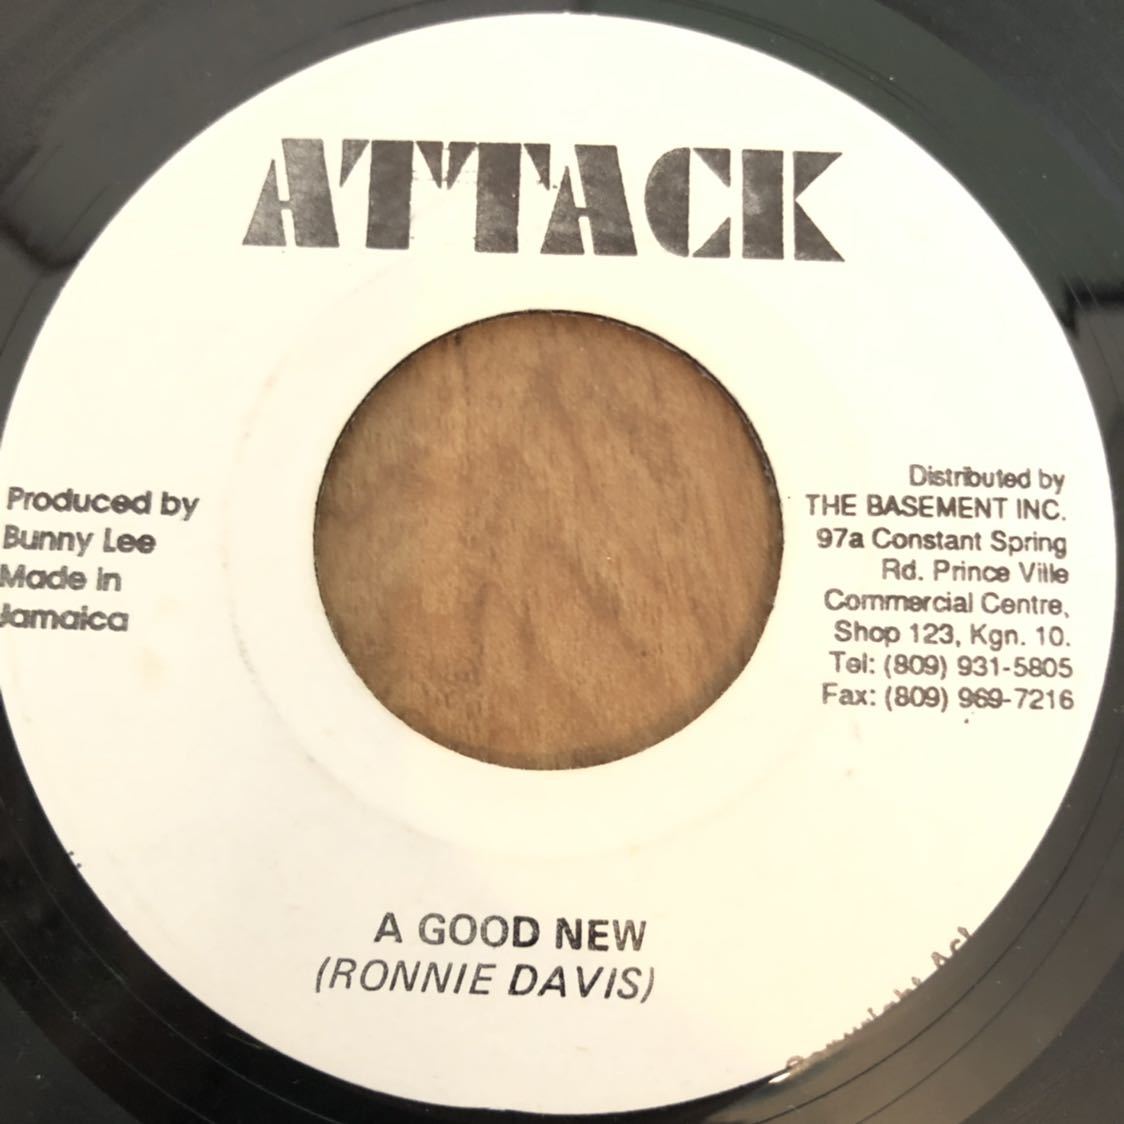 ATTACK
Produced by
Bunny Lee
Made in
Jamaica
Distributed by
THE BASEMENT INC.
97a Constant Spring
Rd. Prince Ville
Commercial Centre,
Shop 123, Kgn. 10.
Tel: (809) 931-5805
Fax: (809) 969-7216
A GOOD NEW
(RONNIE DAVIS)